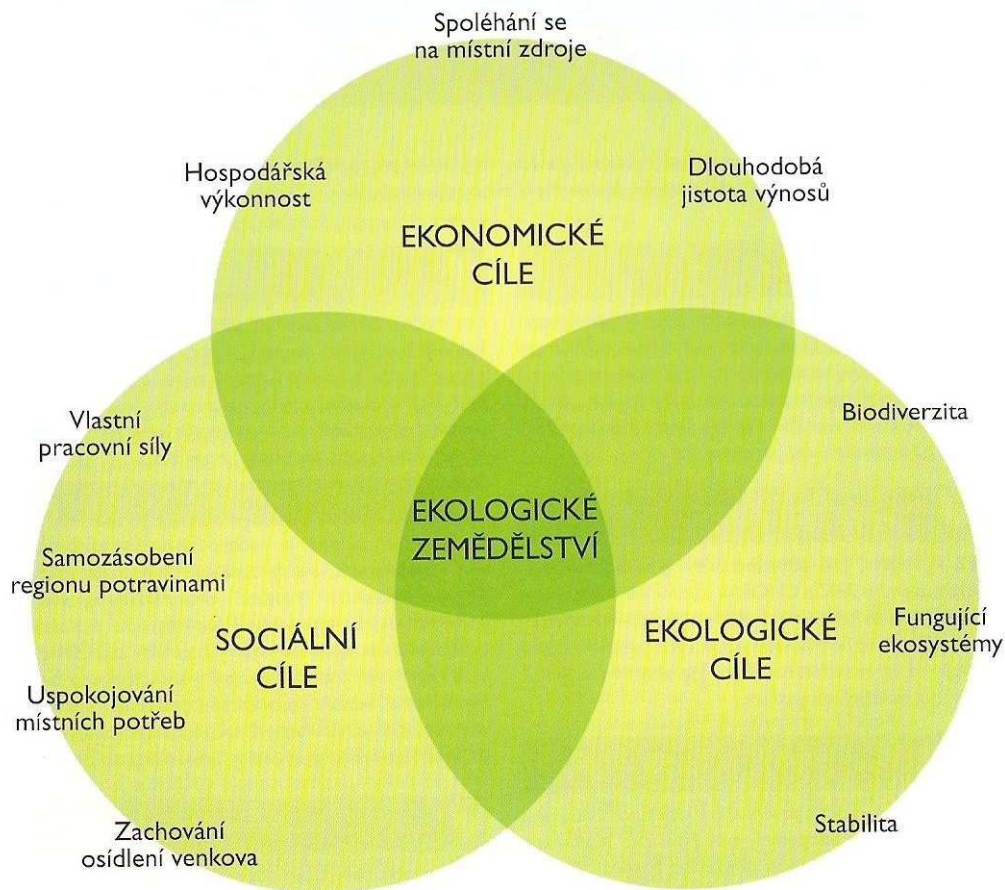 Spoléhání se
na místní zdroje
Hospodářská
výkonnost
Dlouhodobá
jistota výnosů
EKONOMICKÉ
CÍLE
Vlastní
pracovní síly
Biodiverzita
EKOLOGICKÉ
ZEMĚDĚLSTVÍ
Samozásobení
regionu potravinami
SOCIÁLNÍ
CÍLE
EKOLOGICKÉ
CÍLE
Fungující
ekosystémy
Uspokojování
místních potřeb
Zachování
osídlení venkova
Stabilita